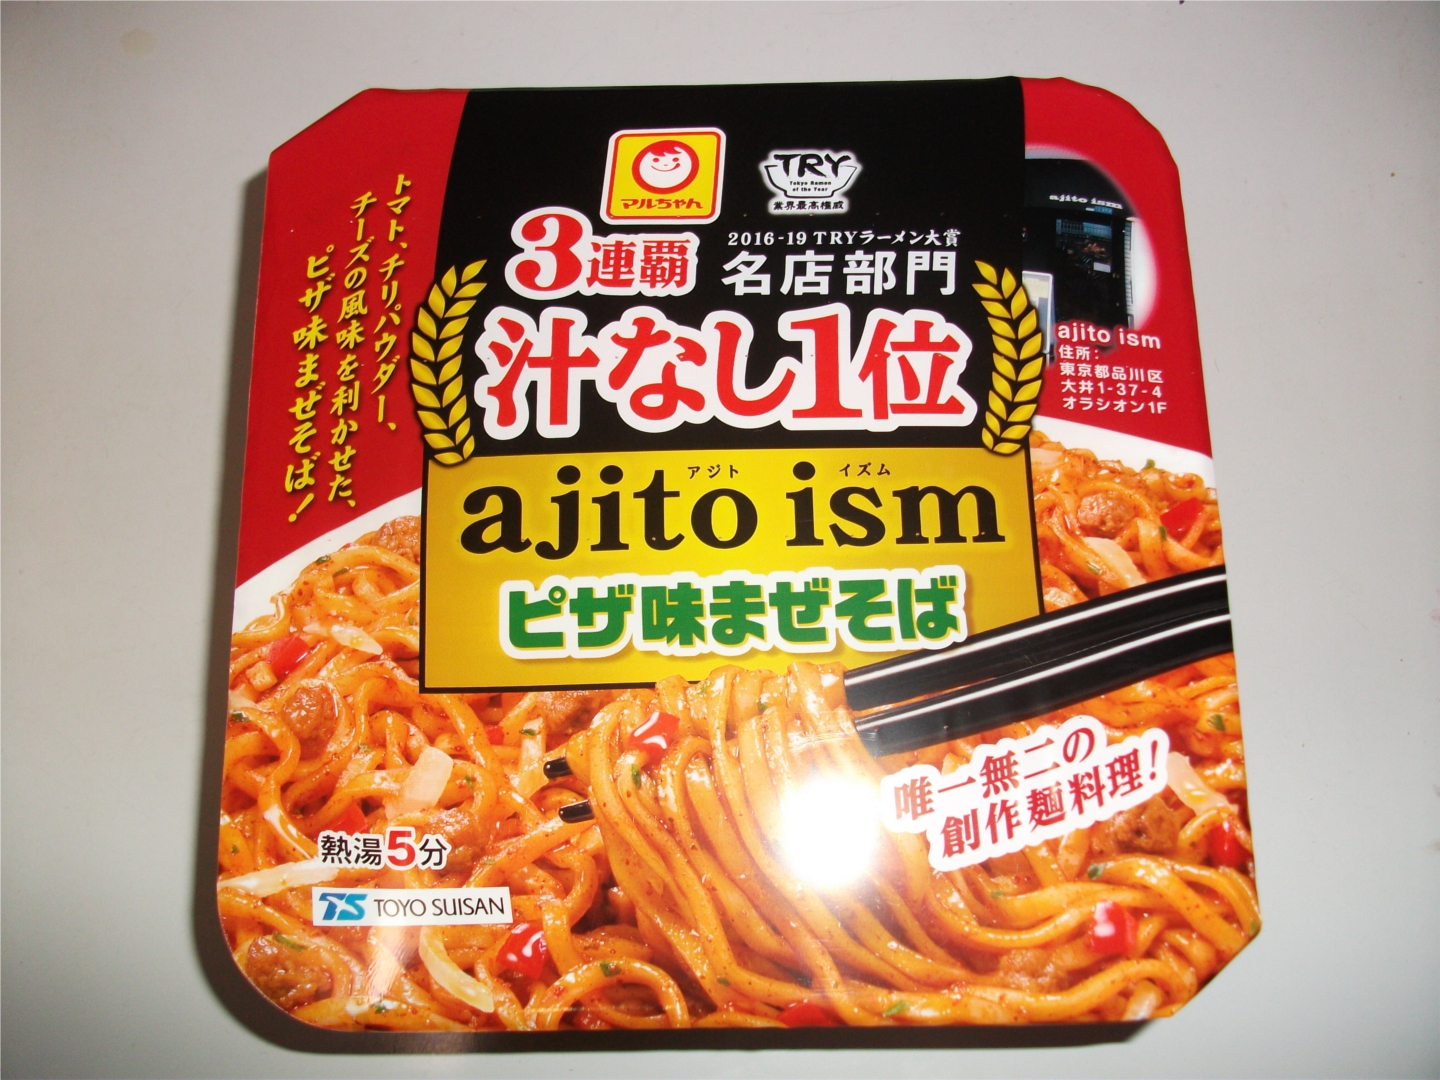 マルちゃん
TRY
Tokyo Ramen
of the Year
業界最高権威
3連覇
2016-19 TRYラーメン大賞
名店部門
汁なし1位
アジト イズム
ajito ism
ピザ味まぜそば
トマト、チリパウダー、
チーズの風味を利かせた、
ピザ味まぜそば!
ajito ism
ajito ism
住所:
東京都品川区
大井1-37-4
オラシオン1F
唯一無二の
創作麺料理!
熱湯5分
TS TOYO SUISAN